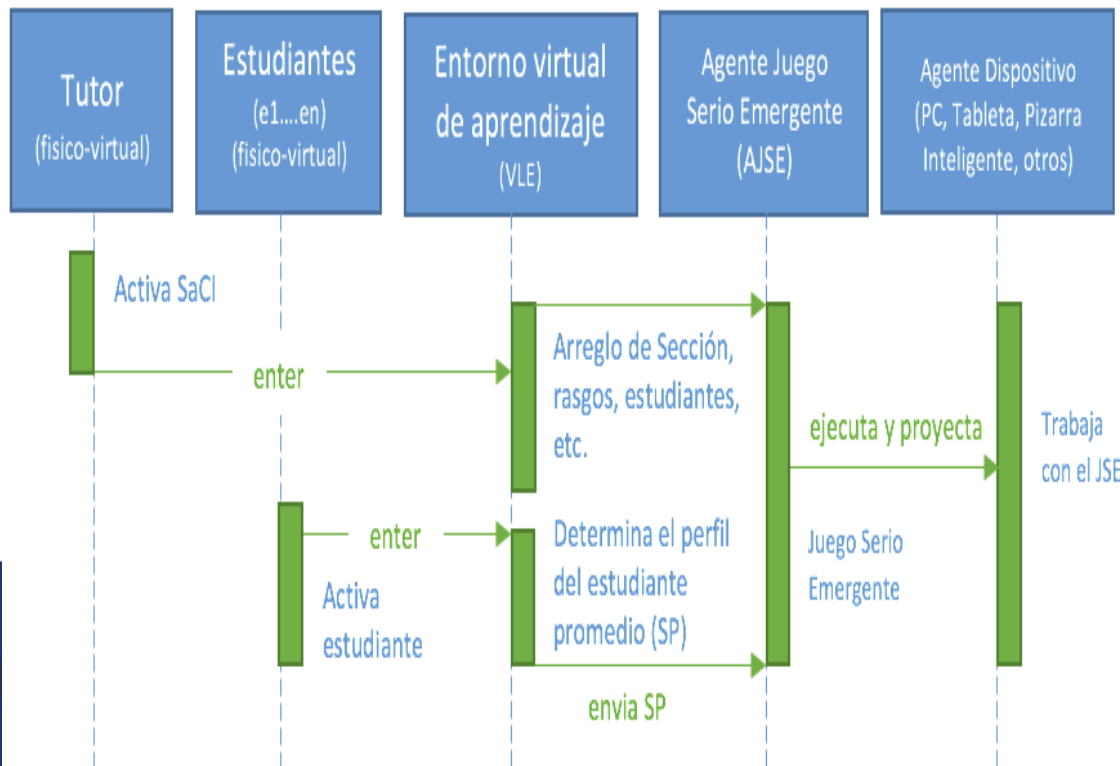 Tutor
(fisico-virtual)
Estudiantes
(e1....en)
(fisico-virtual)
Entorno virtual
de aprendizaje
(VLE)
Agente Juego
Serio Emergente
(AJSE)
Agente Dispositivo
(PC, Tableta, Pizarra
Inteligente, otros)
Activa SaCI
enter
Arreglo de Sección,
rasgos, estudiantes,
etc.
ejecuta y proyecta
Trabaja
con el JSE
enter
Activa
estudiante
Determina el perfil
del estudiante
promedio (SP)
Juego Serio
Emergente
envia SP